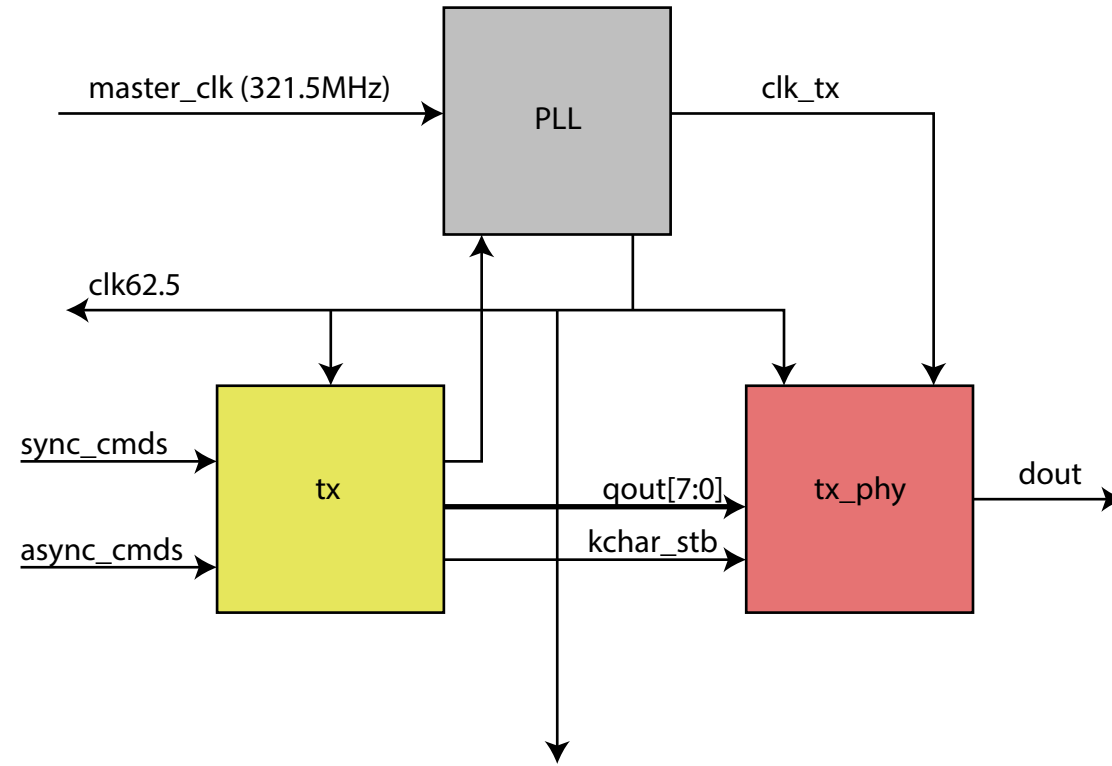 master_clk (321.5MHz)
PLL
clk_tx
clk62.5
sync_cmds
async_cmds
tx
qout[7:0]
kchar_stb
tx_phy
dout